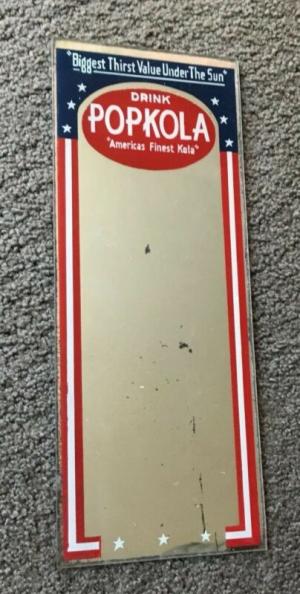 "Biggest Thirst Value Under The Sun"
DRINK
POPKOLA
"Americas Finest Kola"